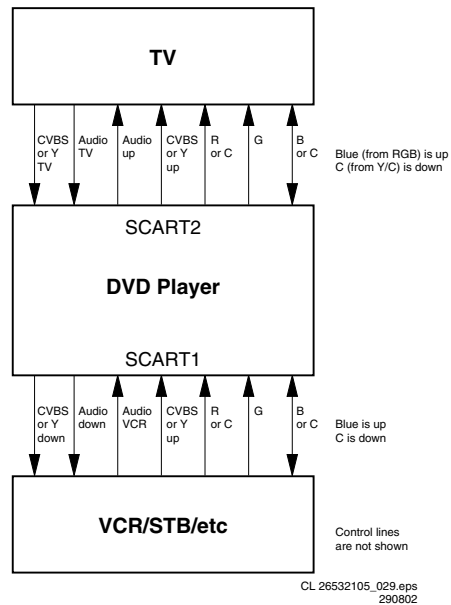 TV
CVBS
or Y
TV
Audio
TV
Audio
up
CVBS
or Y
up
R
or C
G
B
or C
Blue (from RGB) is up
C (from Y/C) is down
SCART2
DVD Player
SCART1
CVBS
or Y
down
Audio
down
Audio
VCR
CVBS
or Y
up
R
or C
G
B
or C
Blue is up
C is down
VCR/STB/etc
Control lines
are not shown
CL 26532105_029.eps
290802